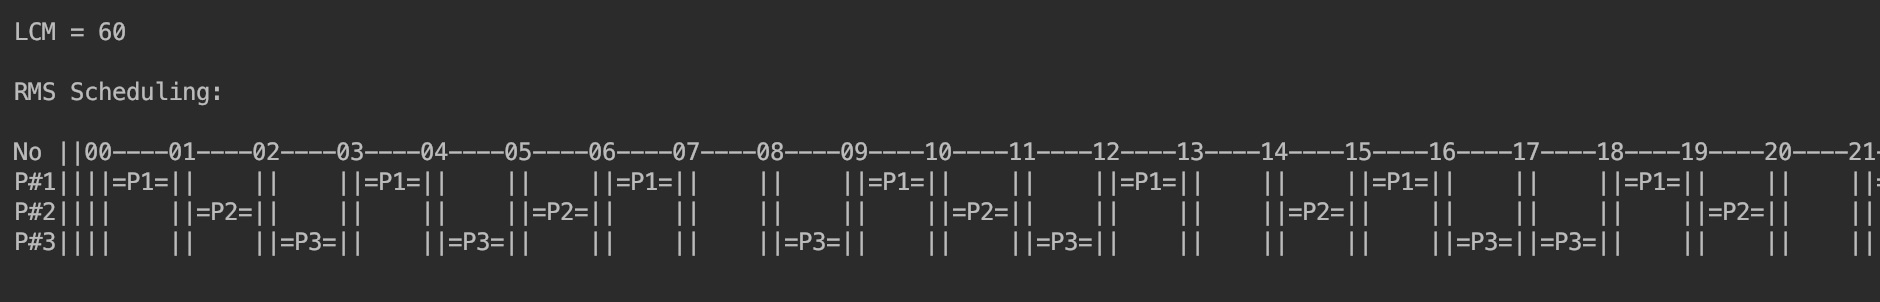 LCM = 60
RMS Scheduling:
No ||00----01----02----03----04----05----06----07----08----09----10----11----12----13----14----15----16----17----18----19----20----21-
P#1||||=P1=||    ||    ||=P1=||    ||    ||=P1=||    ||    ||=P1=||    ||    ||=P1=||    ||    ||=P1=||    ||    ||=P1=||    ||    ||=
P#2||||    ||=P2=||    ||    ||    ||=P2=||    ||    ||    ||    ||=P2=||    ||    ||    ||=P2=||    ||    ||    ||    ||=P2=||    ||
P#3||||    ||    ||=P3=||    ||=P3=||    ||    ||    ||=P3=||    ||    ||=P3=||    ||    ||    ||    ||=P3=||=P3=||    ||    ||    ||